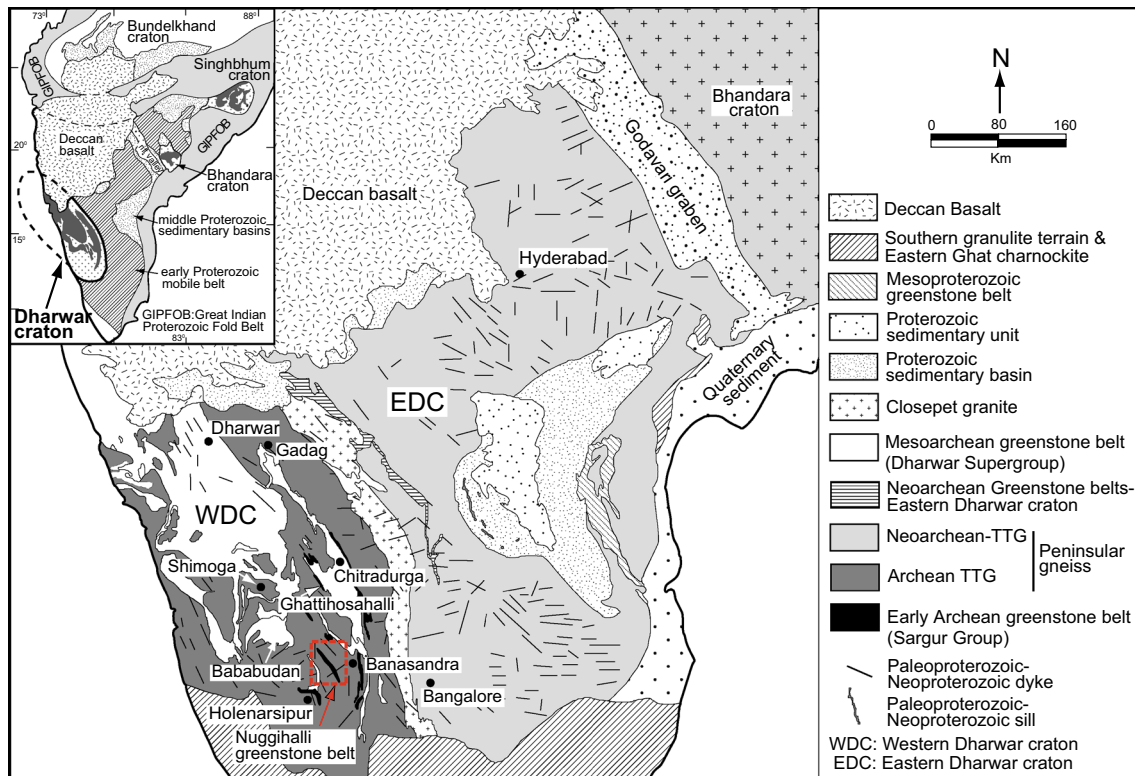 73°
88°
Bundelkhand
craton
GIPFOB
Singhbhum
craton
Deccan
basalt
20°
GIPFOB
Bhandara
craton
middle Proterozoic
sedimentary basins
15°
early Proterozoic
mobile belt
Dharwar
craton
GIPFOB:Great Indian
Proterozoic Fold Belt
83°
Deccan basalt
Godavari graben
Bhandara
craton
Hyderabad
Quaternary
sediment
EDC
Dharwar
Gadag
WDC
Shimoga
Chitradurga
Ghattihosahalli
Bababudan
Banasandra
Bangalore
Holenarsipur
Nuggihalli
greenstone belt
N
0 80 160
Km
Deccan Basalt
Southern granulite terrain &
Eastern Ghat charnockite
Mesoproterozoic
greenstone belt
Proterozoic
sedimentary unit
Proterozoic
sedimentary basin
Closepet granite
Mesoarchean greenstone belt
(Dharwar Supergroup)
Neoarchean Greenstone belts-
Eastern Dharwar craton
Neoarchean-TTG
Archean TTG
Peninsular
gneiss
Early Archean greenstone belt
(Sargur Group)
Paleoproterozoic-
Neoproterozoic dyke
Paleoproterozoic-
Neoproterozoic sill
WDC: Western Dharwar craton
EDC: Eastern Dharwar craton